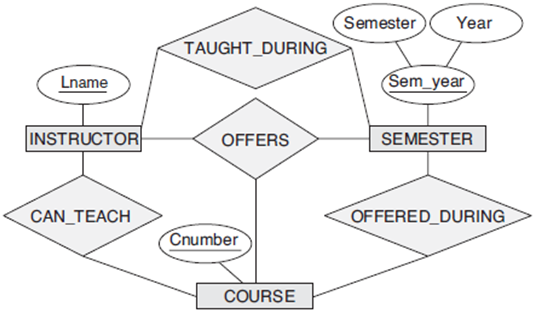 Semester
Year
TAUGHT_DURING
Lname
Sem_year
INSTRUCTOR
OFFERS
SEMESTER
CAN_TEACH
OFFERED_DURING
Cnumber
COURSE